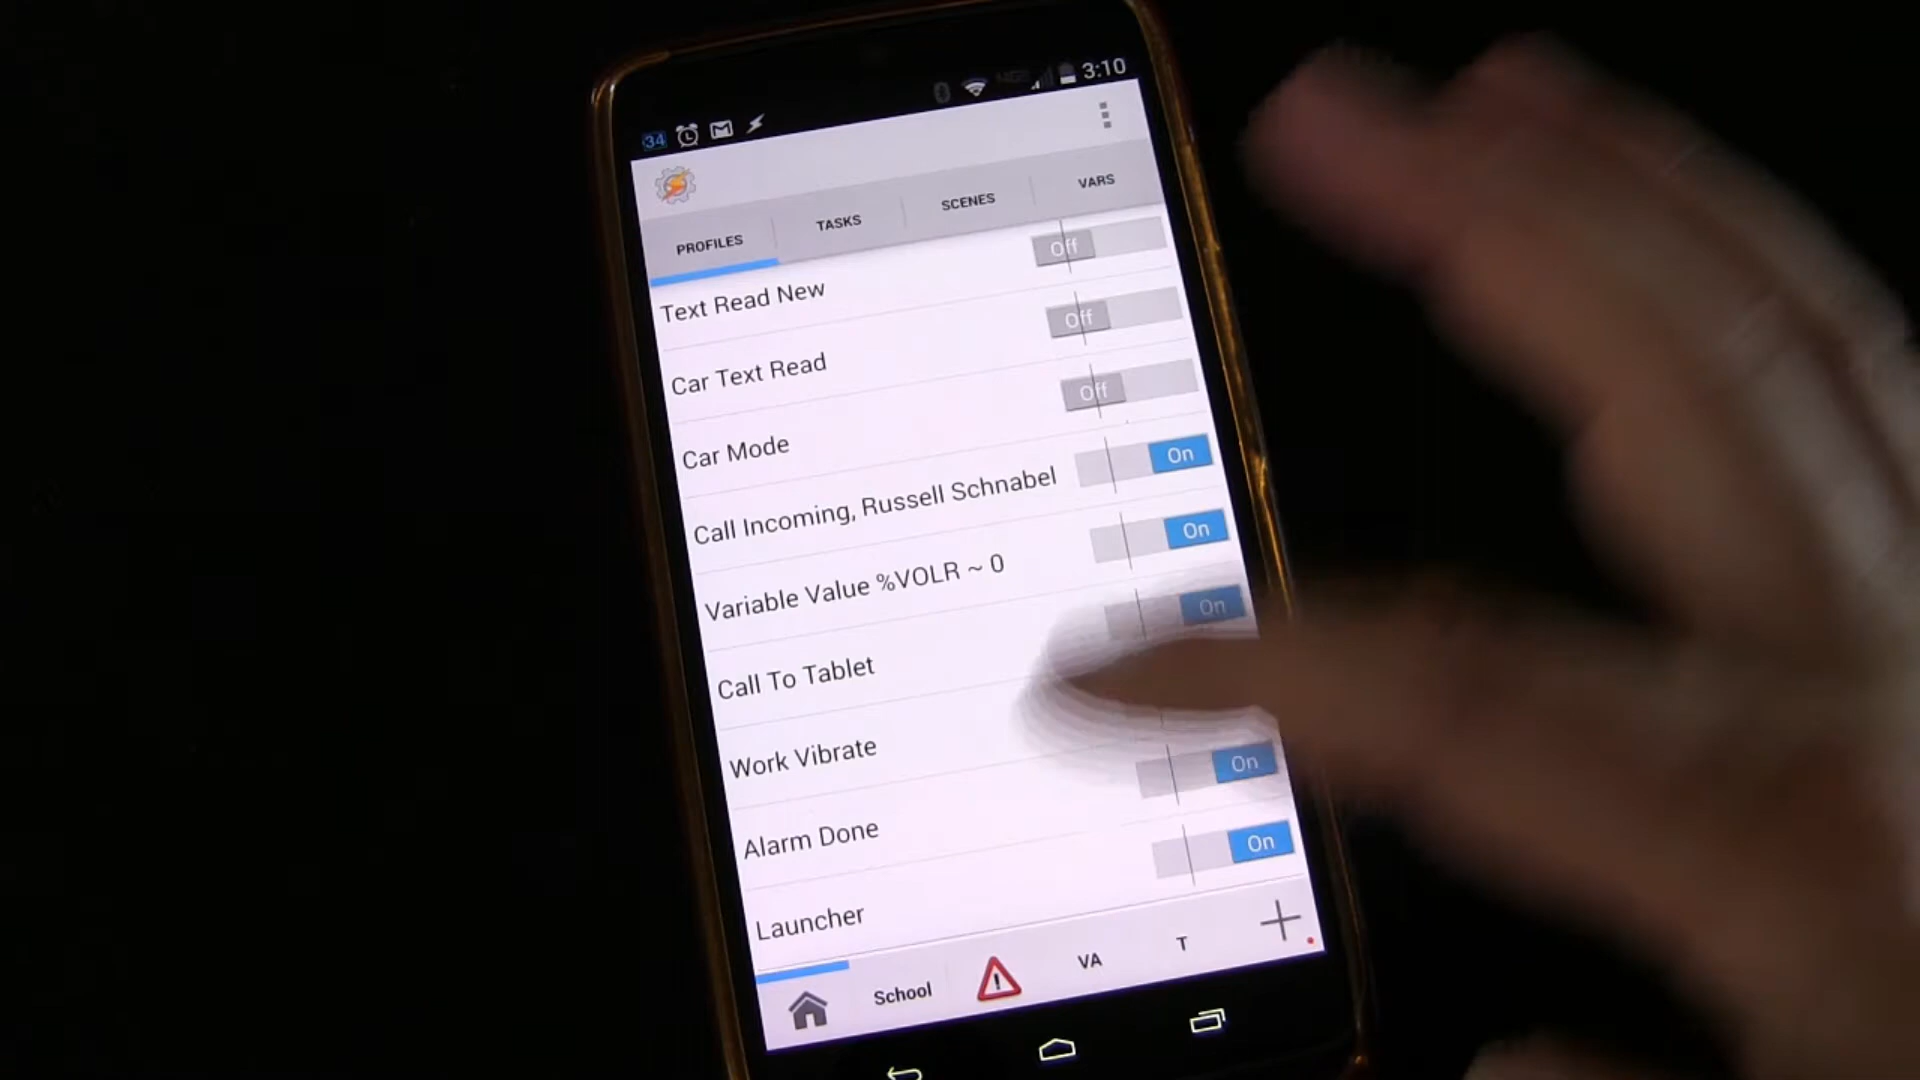 34 3:10
PROFILES TASKS SCENES VARS
Off
Text Read New
Off
Car Text Read
Off
Car Mode
On
Call Incoming, Russell Schnabel
On
Variable Value %VOLR ~ 0
On
Call To Tablet
Work Vibrate
On
Alarm Done
On
Launcher
School VA T